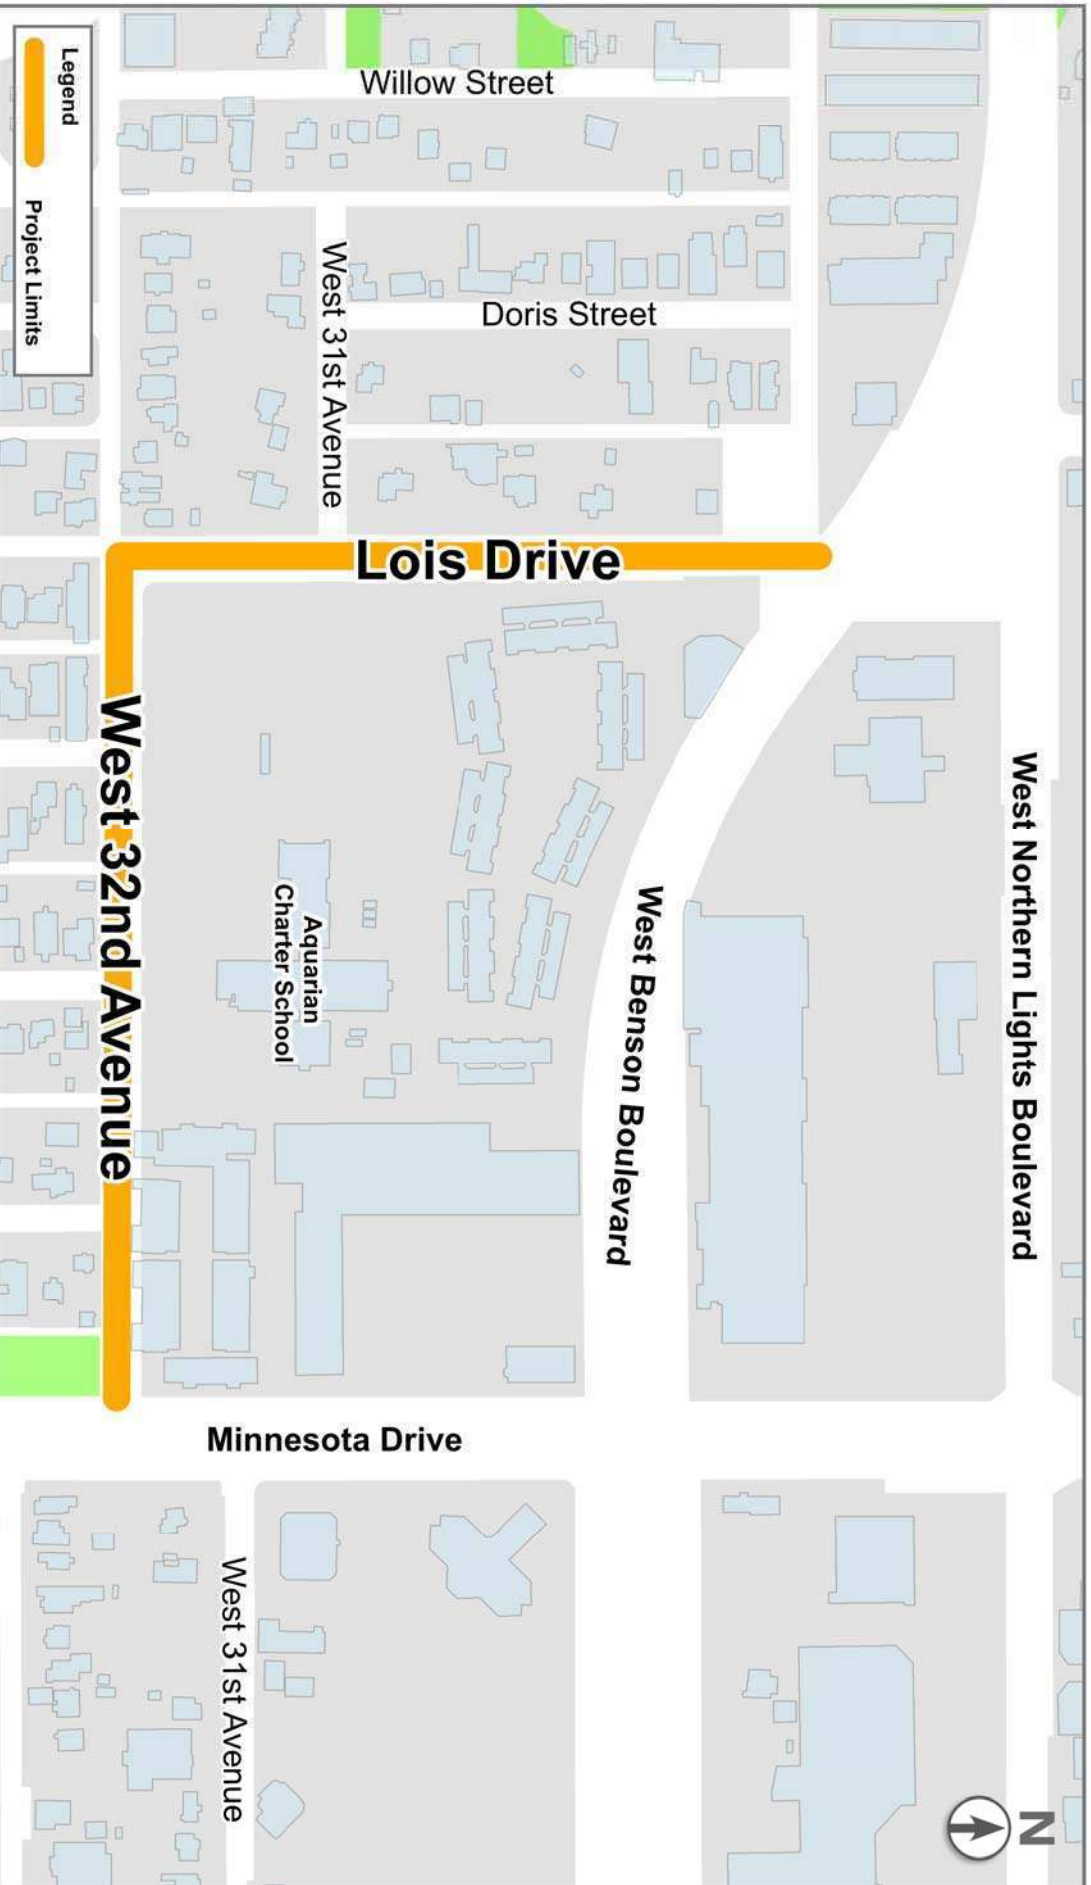 Legend
Project Limits
Willow Street
West 31st Avenue
Doris Street
Lois Drive
West 32nd Avenue
Aquarian
Charter School
West Benson Boulevard
West Northern Lights Boulevard
Minnesota Drive
West 31st Avenue
N